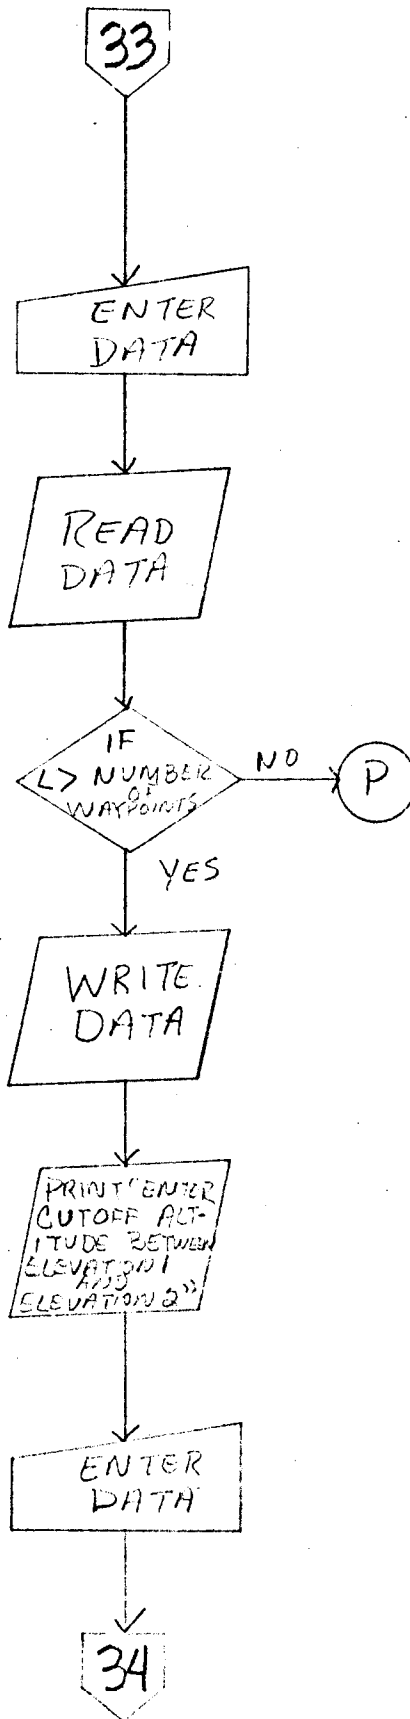 33
ENTER
DATA
READ
DATA
IF
L> NUMBER
OF
WAYPOINTS
NO
P
YES
WRITE
DATA
PRINT "ENTER
CUTOFF ALT-
ITUDE BETWEEN
ELEVATION 1
AND
ELEVATION 2"
ENTER
DATA
34